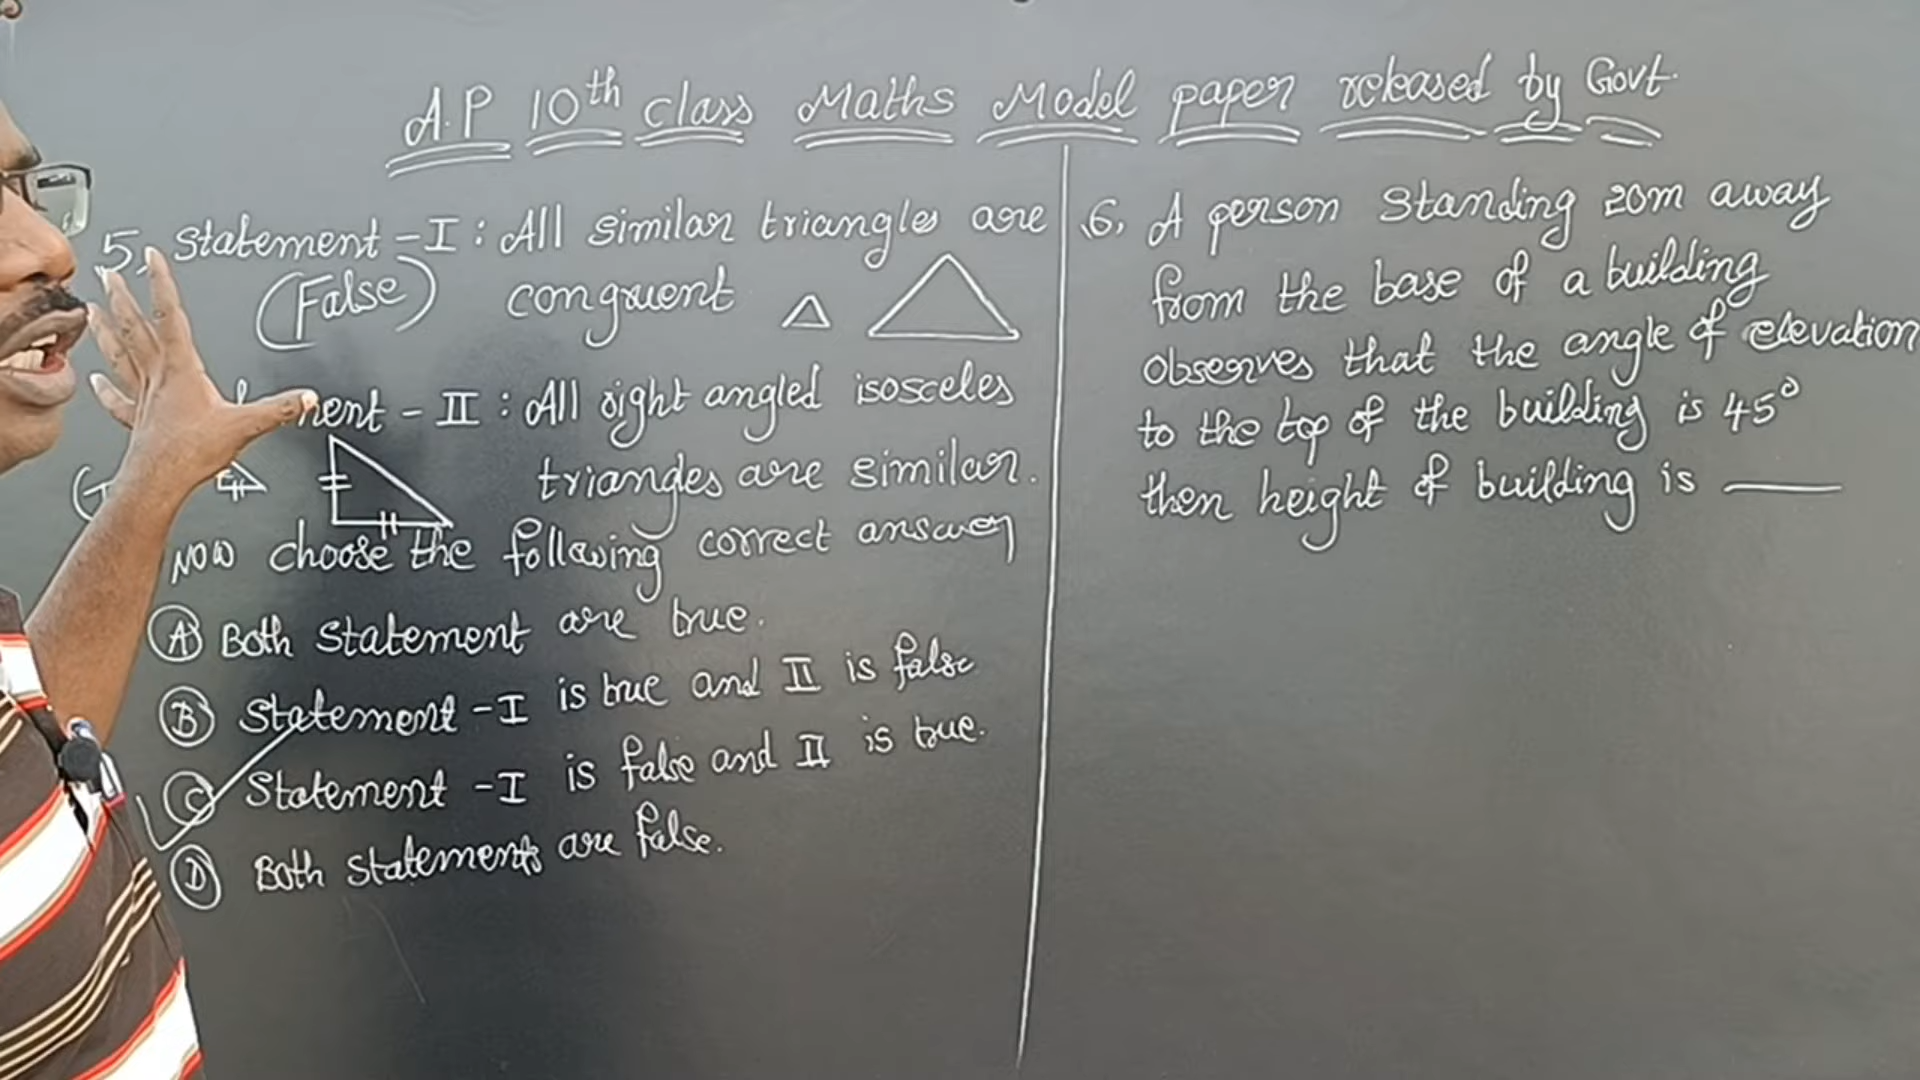 A.P 10th class Maths Model paper released by Govt.
5, Statement - I : All similar triangles are
(False) congruent
ment - II : All right angled isosceles
triangles are similar.
Now choose the following correct answer
(A) Both Statement are true.
(B) Statement - I is true and II is false
(C) Statement - I is false and II is true.
(D) Both Statements are false.
6, A person Standing 20m away
from the base of a building
observes that the angle of elevation
to the top of the building is 45°
then height of building is ____